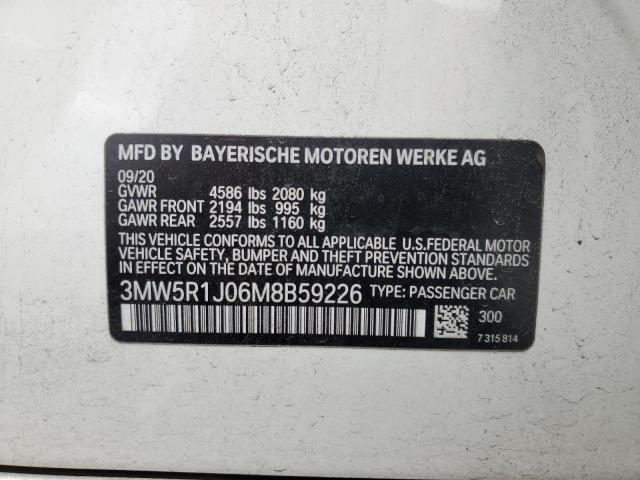 MFD BY BAYERISCHE MOTOREN WERKE AG
09/20
GVWR 4586 lbs 2080 kg
GAWR FRONT 2194 lbs 995 kg
GAWR REAR 2557 lbs 1160 kg
THIS VEHICLE CONFORMS TO ALL APPLICABLE U.S.FEDERAL MOTOR
VEHICLE SAFETY, BUMPER AND THEFT PREVENTION STANDARDS
IN EFFECT ON THE DATE OF MANUFACTURE SHOWN ABOVE.
3MW5R1J06M8B59226 TYPE: PASSENGER CAR
300
7 315 814